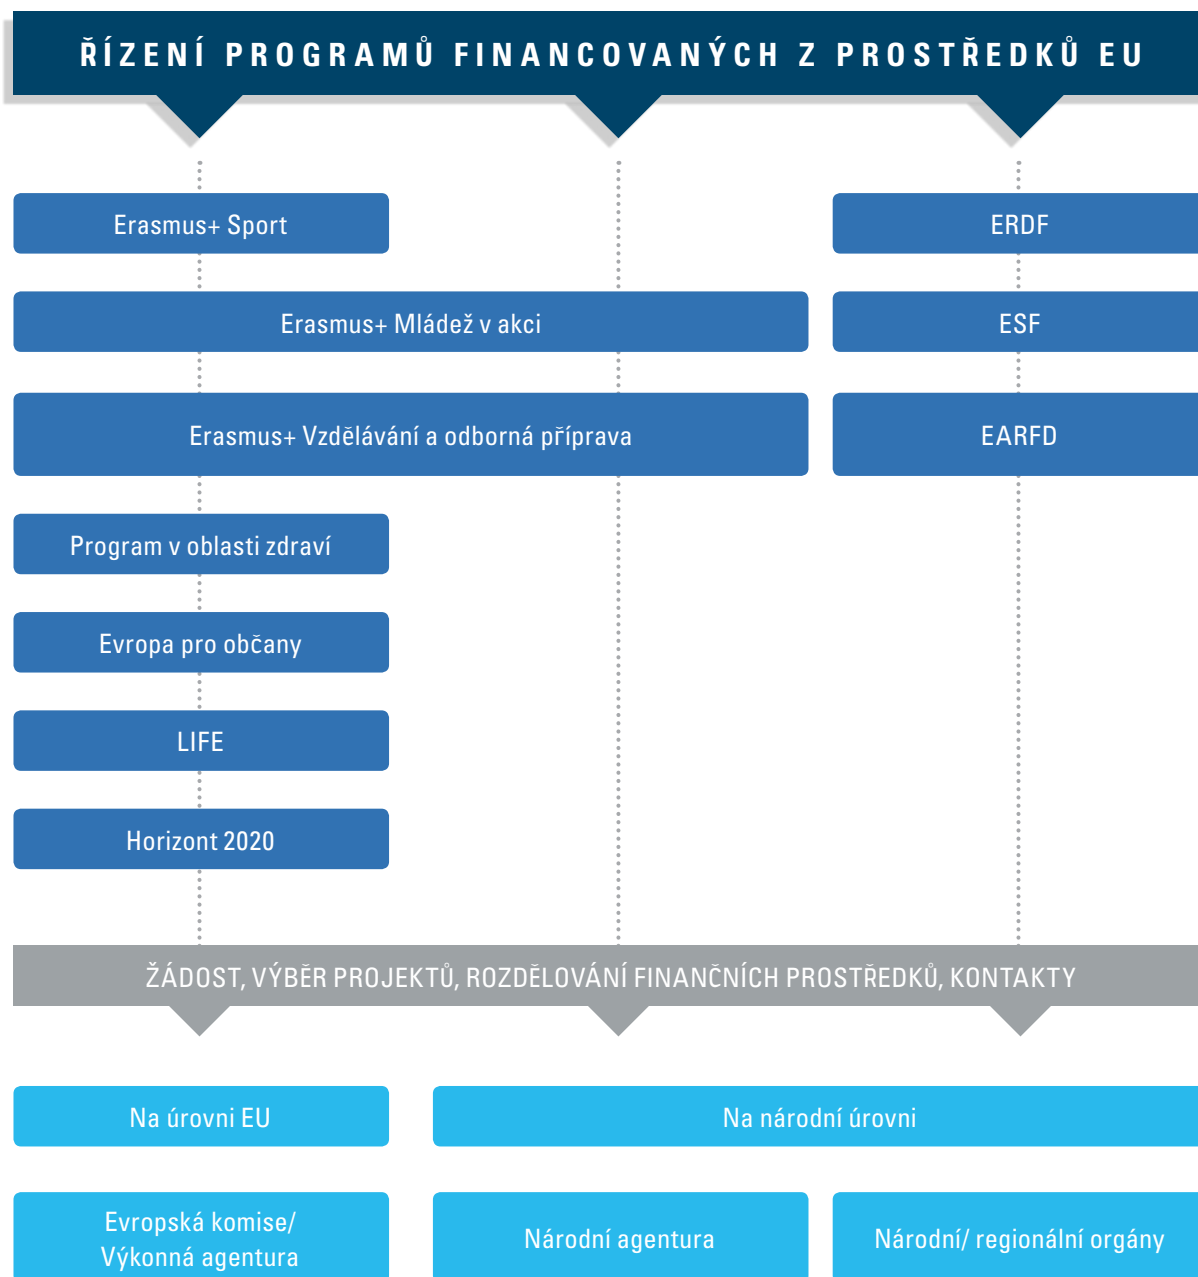 ŘÍZENÍ PROGRAMŮ FINANCOVANÝCH Z PROSTŘEDKŮ EU
Erasmus+ Sport
ERDF
Erasmus+ Mládež v akci
ESF
Erasmus+ Vzdělávání a odborná příprava
EARFD
Program v oblasti zdraví
Evropa pro občany
LIFE
Horizont 2020
ŽÁDOST, VÝBĚR PROJEKTŮ, ROZDĚLOVÁNÍ FINANČNÍCH PROSTŘEDKŮ, KONTAKTY
Na úrovni EU
Na národní úrovni
Evropská komise/
Výkonná agentura
Národní agentura
Národní/ regionální orgány